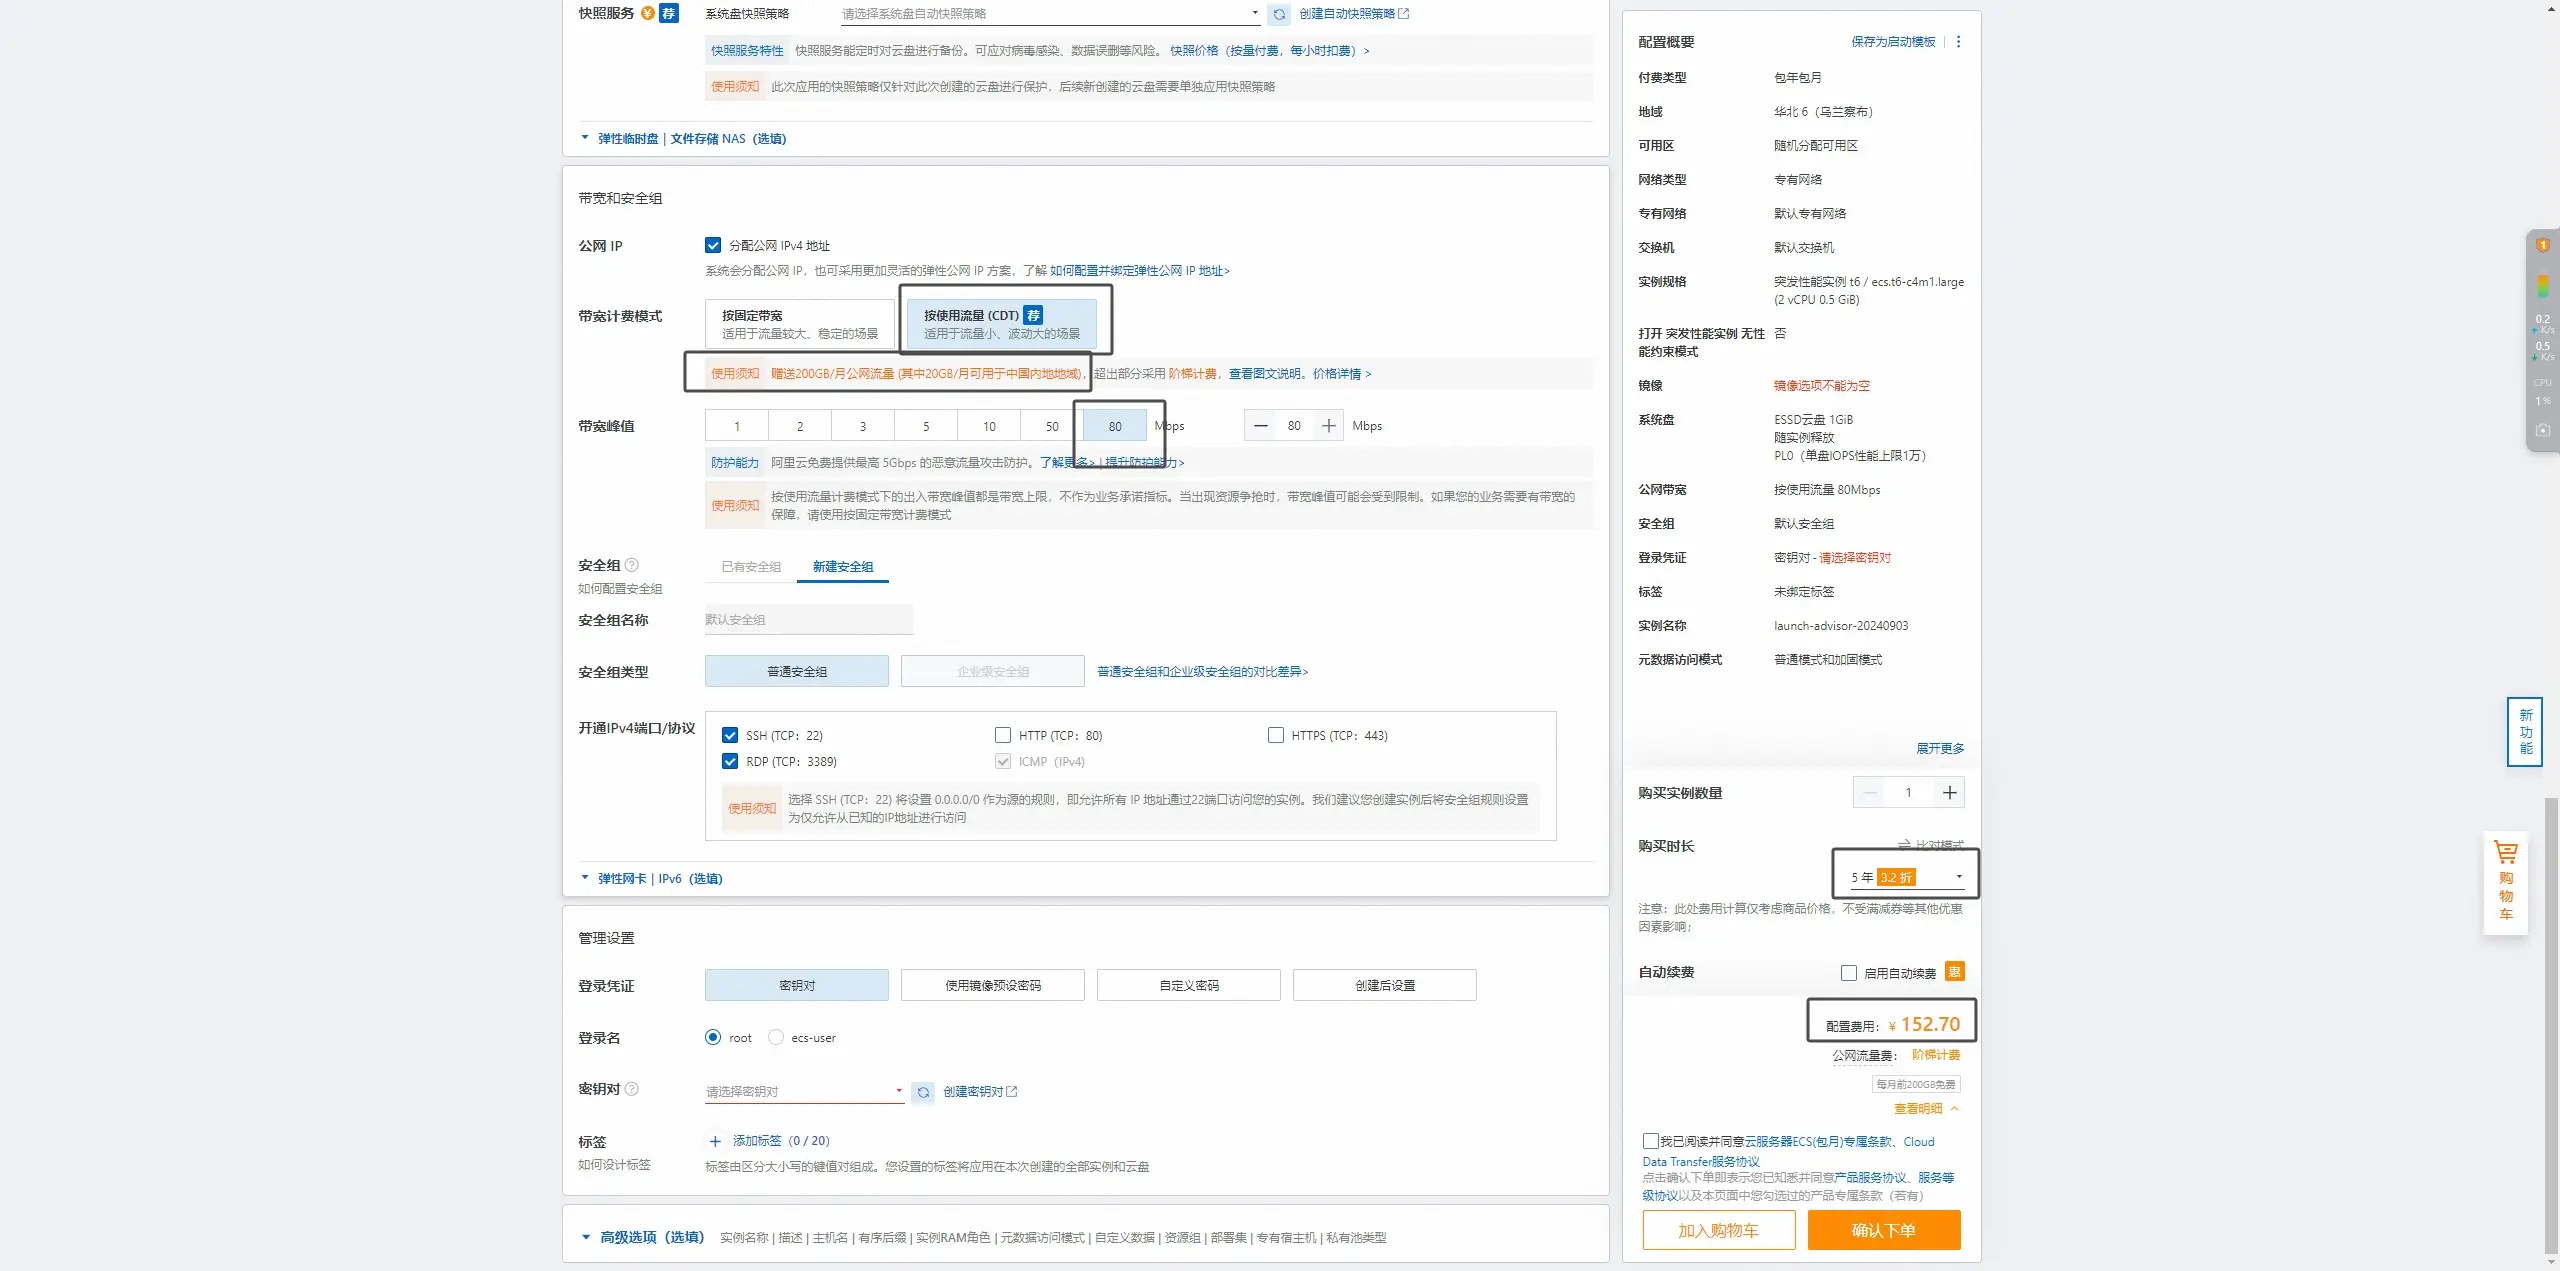 快照服务 ¥ 荐 系统盘快照策略 请选择系统盘自动快照策略 创建自动快照策略
快照服务特性 快照服务能定时对云盘进行备份。可应对病毒感染、数据误删等风险。 快照价格（按量付费，每小时扣费） >
使用须知 此次应用的快照策略仅针对此次创建的云盘进行保护，后续新创建的云盘需要单独应用快照策略
弹性临时盘 | 文件存储 NAS（选填）
带宽和安全组
公网 IP 分配公网 IPv4 地址
系统会分配公网 IP，也可采用更加灵活的弹性公网 IP 方案，了解 如何配置并绑定弹性公网 IP 地址>
带宽计费模式 按固定带宽 按使用流量 (CDT) 荐
适用于流量较大、稳定的场景 适用于流量小、波动大的场景
使用须知 赠送200GB/月公网流量 (其中20GB/月可用于中国内地地域)，超出部分采用 阶梯计费，查看图文说明。价格详情 >
带宽峰值 1 2 3 5 10 50 80 Mbps — 80 + Mbps
防护能力 阿里云免费提供最高 5Gbps 的恶意流量攻击防护。了解更多> | 提升防护能力>
使用须知 按使用流量计费模式下的出入带宽峰值都是带宽上限，不作为业务承诺指标。当出现资源争抢时，带宽峰值可能会受到限制。如果您的业务需要有带宽的
保障，请使用按固定带宽计费模式
安全组 ? 已有安全组 新建安全组
如何配置安全组
安全组名称 默认安全组
安全组类型 普通安全组 企业级安全组 普通安全组和企业级安全组的对比差异>
开通IPv4端口/协议 SSH (TCP：22) HTTP (TCP：80) HTTPS (TCP：443)
RDP (TCP：3389) ICMP（IPv4)
使用须知 选择 SSH (TCP：22) 将设置 0.0.0.0/0 作为源的规则，即允许所有 IP 地址通过22端口访问您的实例。我们建议您创建实例后将安全组规则设置
为仅允许从已知的IP地址进行访问
弹性网卡 | IPv6（选填）
管理设置
登录凭证 密钥对 使用镜像预设密码 自定义密码 创建后设置
登录名 root ecs-user
密钥对 ? 请选择密钥对 创建密钥对
标签 + 添加标签（0 / 20）
如何设计标签 标签由区分大小写的键值对组成。您设置的标签将应用在本次创建的全部实例和云盘
高级选项（选填） 实例名称 | 描述 | 主机名 | 有序后缀 | 实例RAM角色 | 元数据访问模式 | 自定义数据 | 资源组 | 部署集 | 专有宿主机 | 私有池类型
配置概要 保存为启动模板
付费类型 包年包月
地域 华北 6（乌兰察布）
可用区 随机分配可用区
网络类型 专有网络
专有网络 默认专有网络
交换机 默认交换机
实例规格 突发性能实例 t6 / ecs.t6-c4m1.large
(2 vCPU 0.5 GiB)
打开 突发性能实例 无性 否
能约束模式
镜像 镜像选项不能为空
系统盘 ESSD云盘 1GiB
随实例释放
PL0（单盘IOPS性能上限1万）
公网带宽 按使用流量 80Mbps
安全组 默认安全组
登录凭证 密钥对 - 请选择密钥对
标签 未绑定标签
实例名称 launch-advisor-20240903
元数据访问模式 普通模式和加固模式
展开更多
购买实例数量 — 1 +
购买时长 比对模式
5 年 3.2 折
注意：此处费用计算仅考虑商品价格，不受满减券等其他优惠
因素影响；
自动续费 启用自动续费 惠
配置费用：¥ 152.70
公网流量费： 阶梯计费
每月前200GB免费
查看明细
我已阅读并同意云服务器ECS(包月)专属条款、Cloud
Data Transfer服务协议
点击确认下单即表示您已知悉并同意产品服务协议、服务等
级协议以及本页面中您勾选过的产品专属条款（若有）
加入购物车 确认下单
1
0.2
K/s
0.5
K/s
CPU
1%
新
功
能
购
物
车